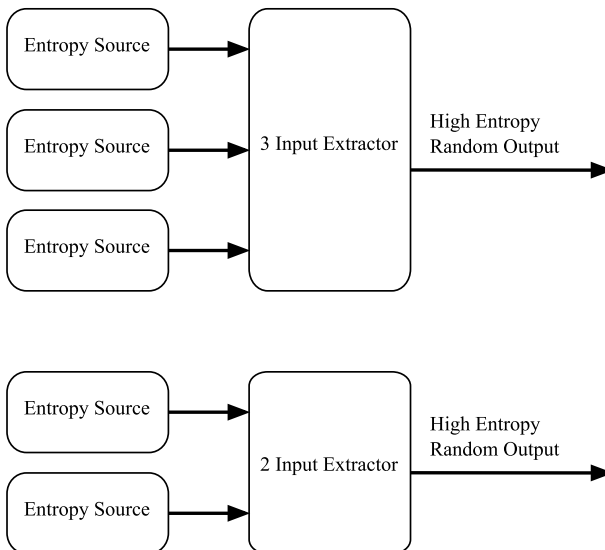 Entropy Source
Entropy Source
Entropy Source
3 Input Extractor
High Entropy
Random Output
Entropy Source
Entropy Source
2 Input Extractor
High Entropy
Random Output